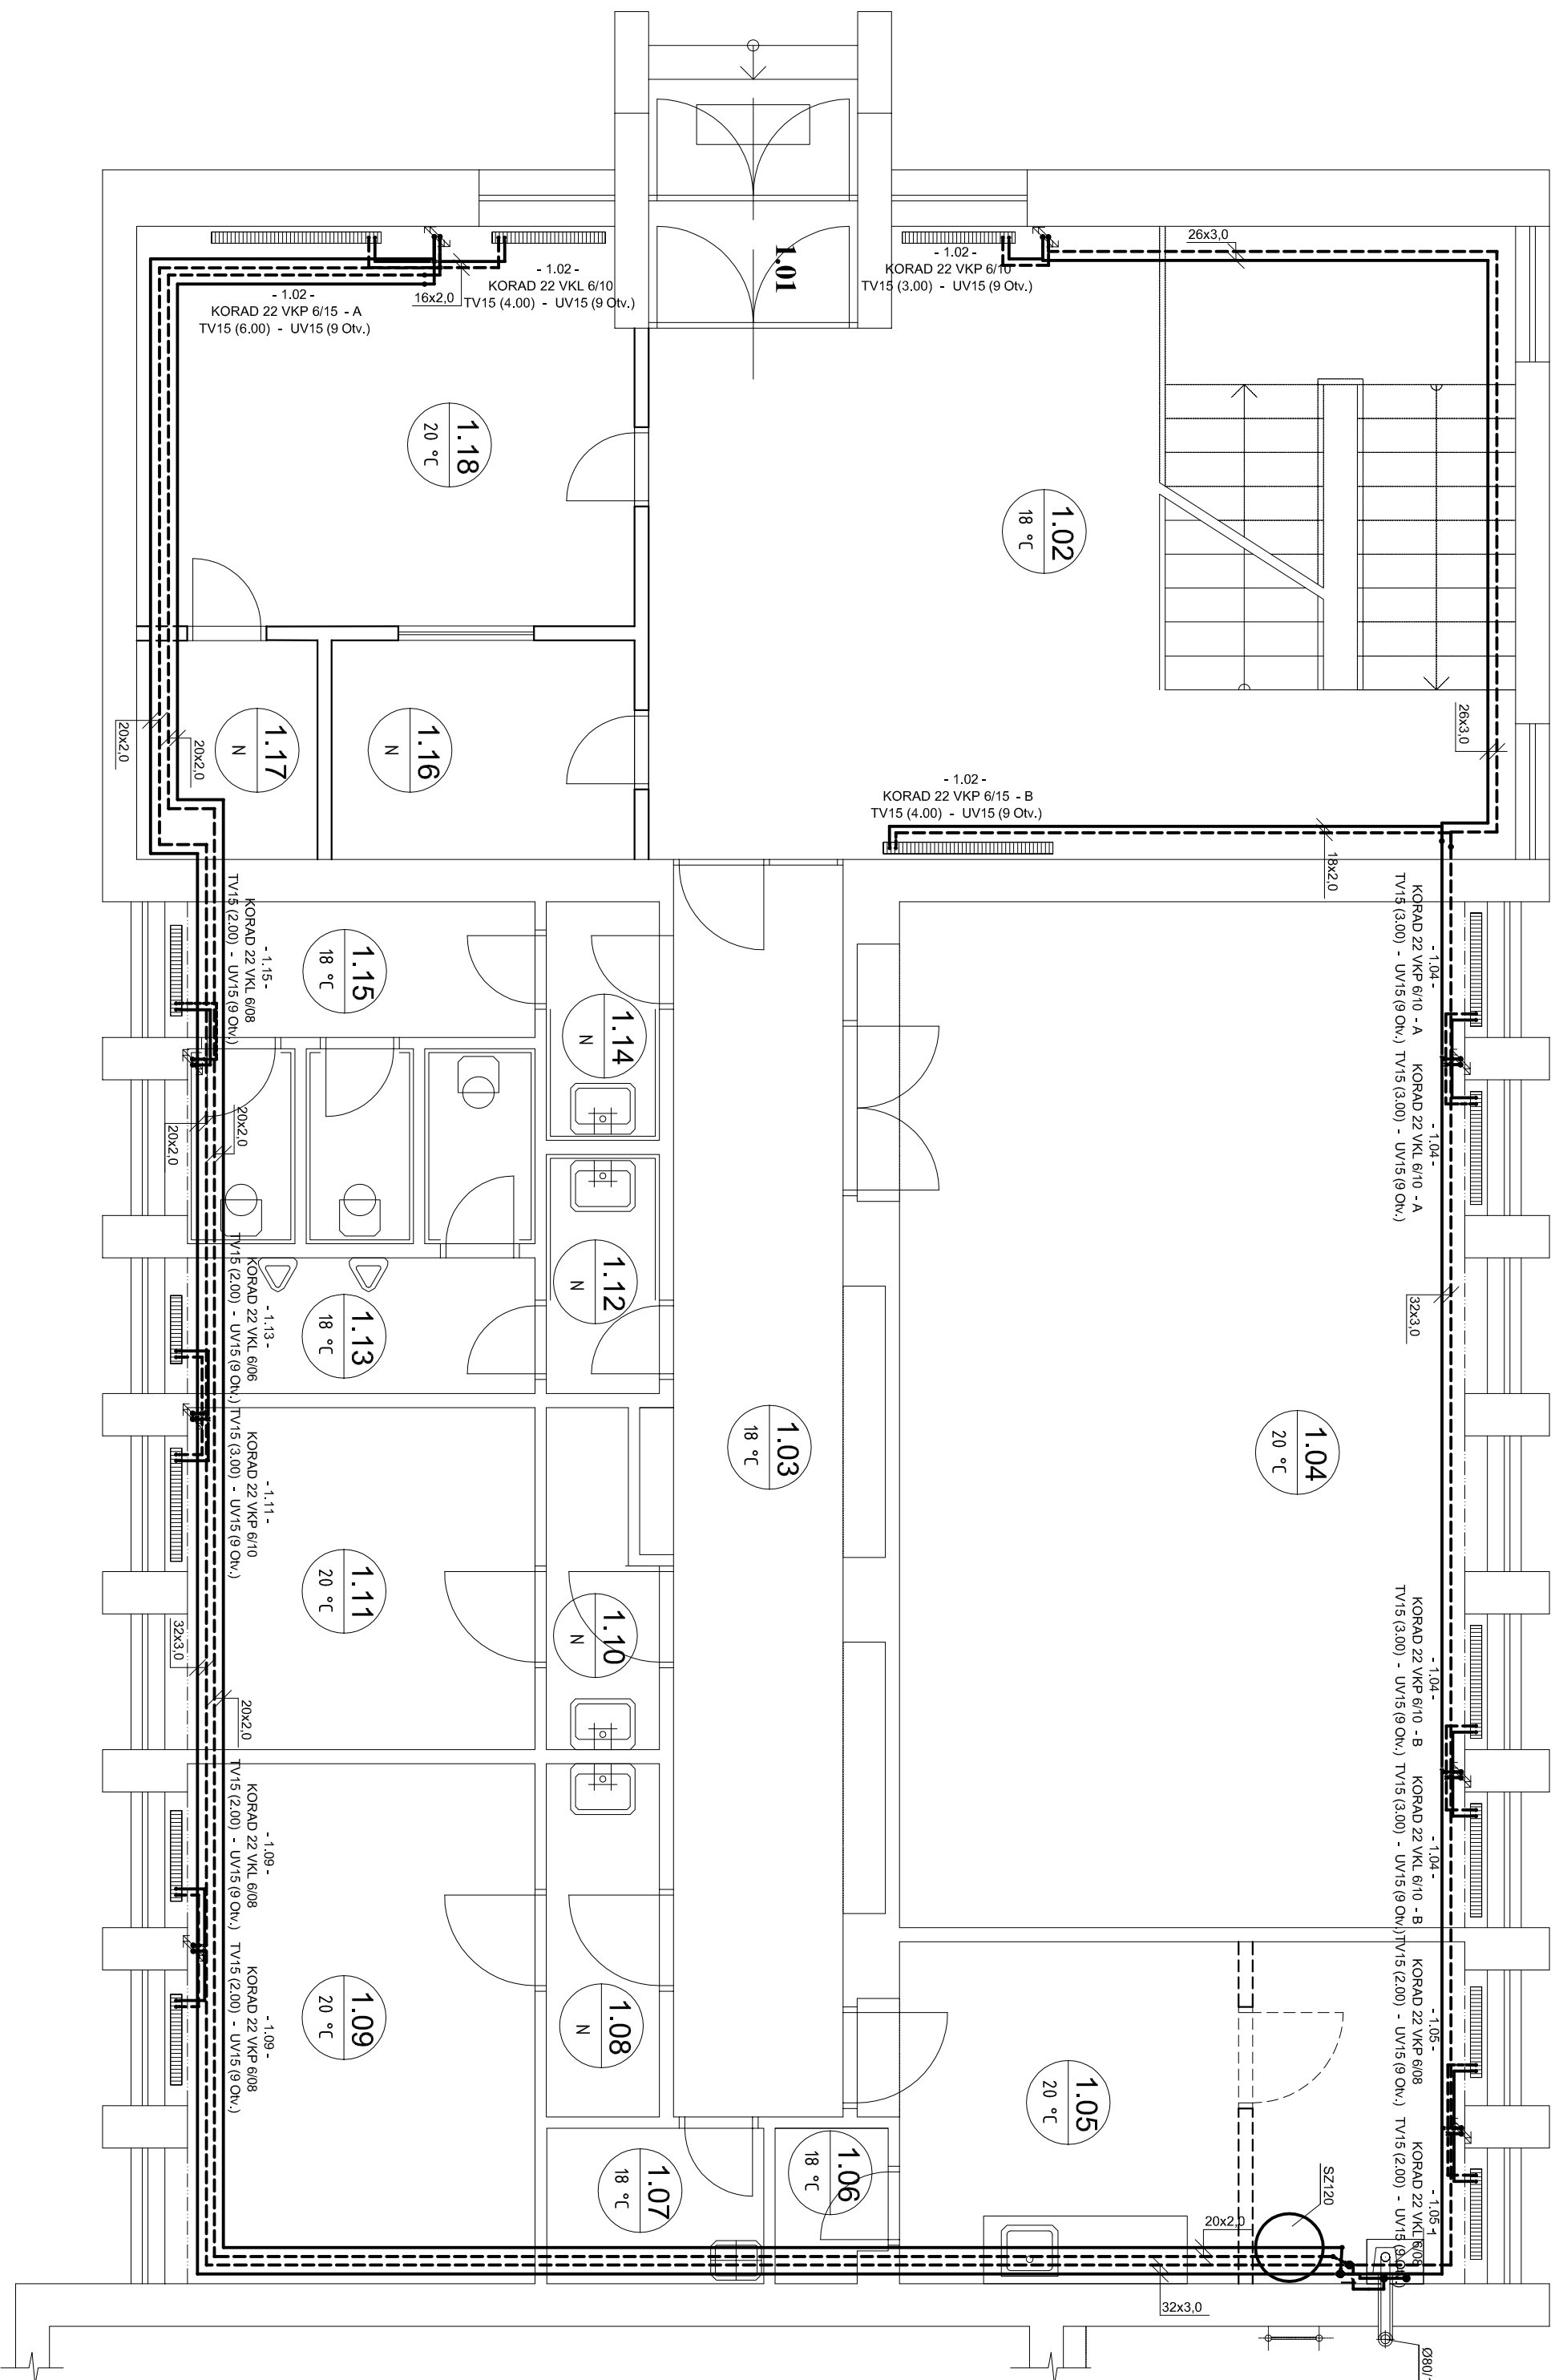 1.01
26x3,0
- 1.02 -
KORAD 22 VKP 6/10
TV15 (3.00) - UV15 (9 Otv.)
- 1.02 -
KORAD 22 VKL 6/10
TV15 (4.00) - UV15 (9 Otv.)
16x2,0
- 1.02 -
KORAD 22 VKP 6/15 - A
TV15 (6.00) - UV15 (9 Otv.)
1.18
20 °C
1.02
18 °C
26x3,0
20x2,0
20x2,0
1.17
N
1.16
N
- 1.02 -
KORAD 22 VKP 6/15 - B
TV15 (4.00) - UV15 (9 Otv.)
18x2,0
- 1.15 -
KORAD 22 VKL 6/08
TV15 (2.00) - UV15 (9 Otv.)
1.15
18 °C
1.14
N
- 1.04 -
KORAD 22 VKP 6/10 - A
TV15 (3.00) - UV15 (9 Otv.)
- 1.04 -
KORAD 22 VKL 6/10 - A
TV15 (3.00) - UV15 (9 Otv.)
20x2,0
20x2,0
1.12
N
32x3,0
- 1.13 -
KORAD 22 VKL 6/06
TV15 (2.00) - UV15 (9 Otv.)
1.13
18 °C
1.03
18 °C
1.04
20 °C
- 1.11 -
KORAD 22 VKP 6/10
TV15 (3.00) - UV15 (9 Otv.)
1.11
20 °C
1.10
N
32x3,0
20x2,0
- 1.04 -
KORAD 22 VKP 6/10 - B
TV15 (3.00) - UV15 (9 Otv.)
- 1.04 -
KORAD 22 VKL 6/10 - B
TV15 (3.00) - UV15 (9 Otv.)
- 1.09 -
KORAD 22 VKL 6/08
TV15 (2.00) - UV15 (9 Otv.)
- 1.09 -
KORAD 22 VKP 6/08
TV15 (2.00) - UV15 (9 Otv.)
1.09
20 °C
1.08
N
- 1.05 -
KORAD 22 VKP 6/08
TV15 (2.00) - UV15 (9 Otv.)
- 1.05 -
KORAD 22 VKL 6/08
TV15 (2.00) - UV15 (9 Otv.)
1.05
20 °C
1.06
18 °C
1.07
18 °C
SZ120
20x2,0
32x3,0